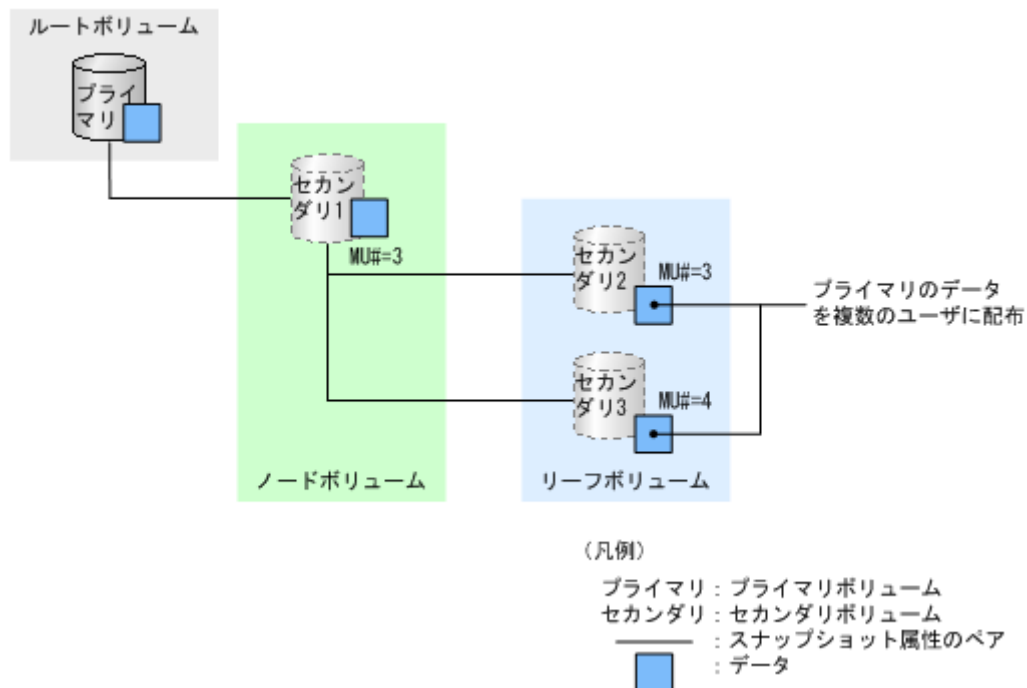 ルートボリューム
プライ
マリ
セカン
ダリ1
MU#=3
セカン
ダリ2
MU#=3
プライマリのデータ
を複数のユーザに配布
セカン
ダリ3
MU#=4
ノードボリューム
リーフボリューム
（凡例）
プライマリ：プライマリボリューム
セカンダリ：セカンダリボリューム
：スナップショット属性のペア
：データ